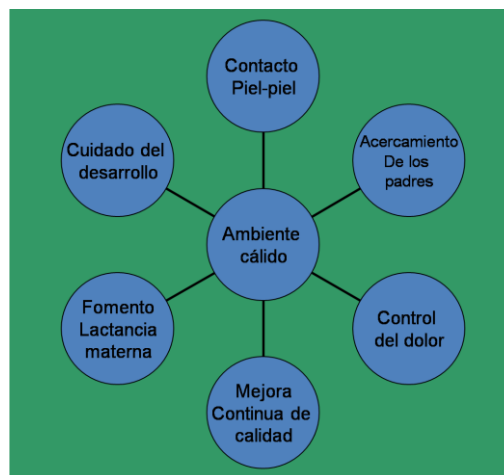 Contacto
Piel-piel
Cuidado del
desarrollo
Acercamiento
De los
padres
Ambiente
cálido
Fomento
Lactancia
materna
Control
del dolor
Mejora
Continua de
calidad